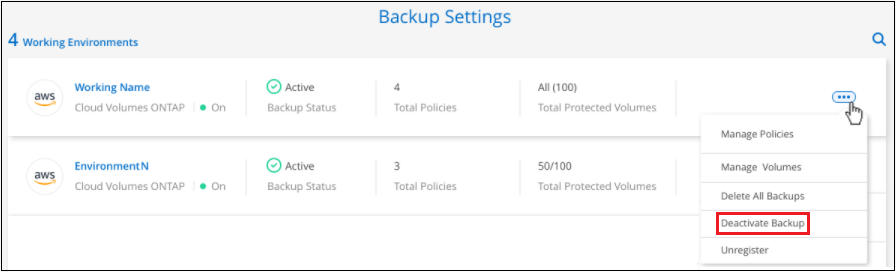 Backup Settings
4 Working Environments
aws
Working Name
Cloud Volumes ONTAP
On
Active
Backup Status
4
Total Policies
All (100)
Total Protected Volumes
Manage Policies
Manage Volumes
Delete All Backups
Deactivate Backup
Unregister
aws
EnvironmentN
Cloud Volumes ONTAP
On
Active
Backup Status
3
Total Policies
50/100
Total Protected Volumes